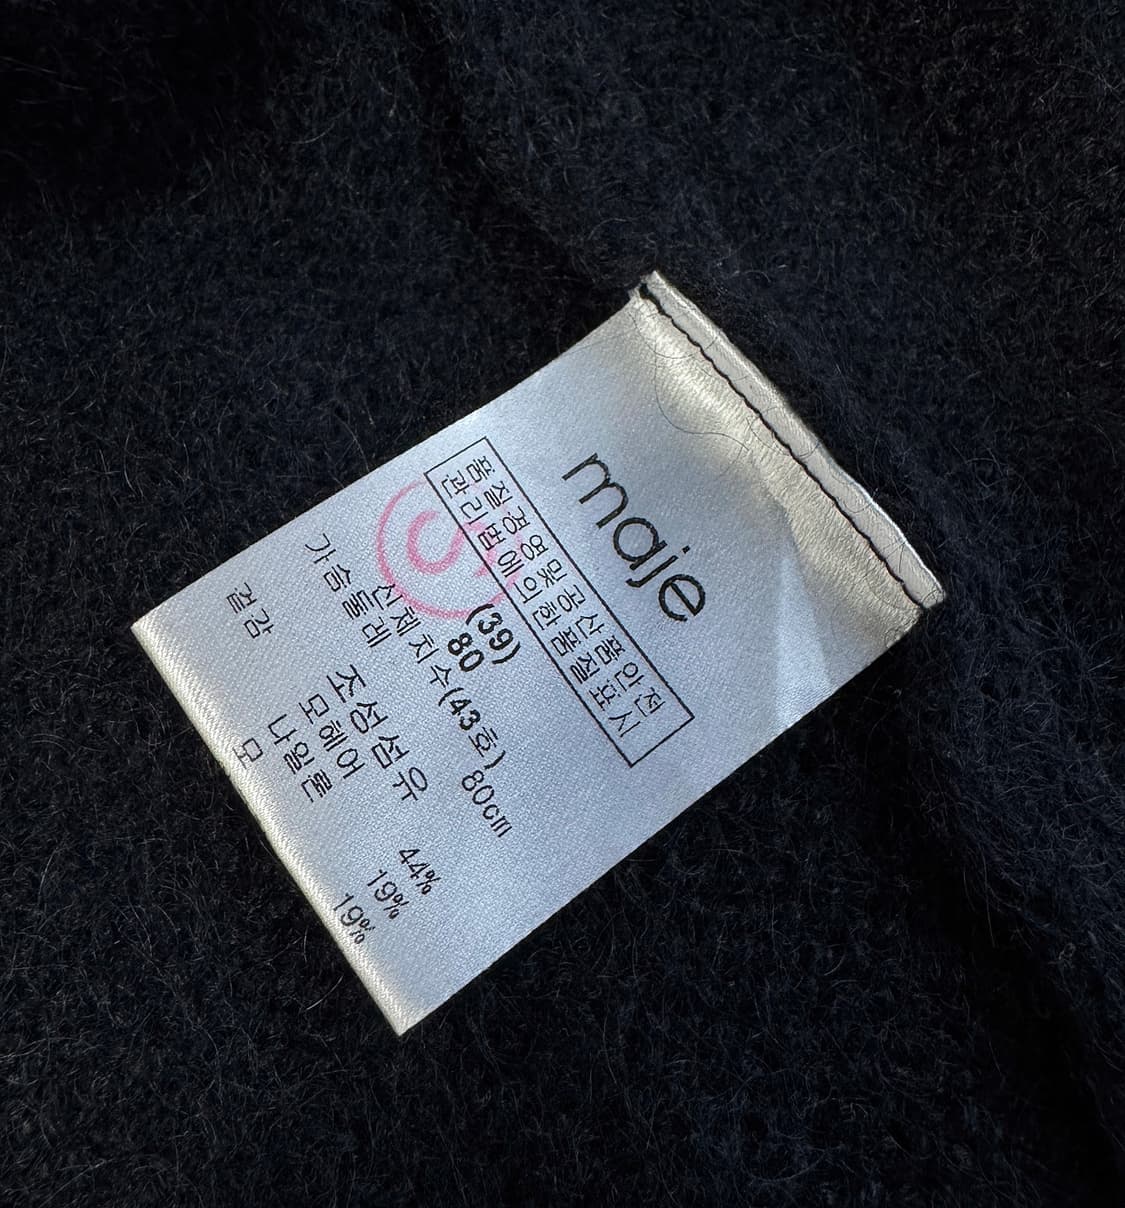 maje
품질경영및공산품안전
관리법에의한품질표시
(39)
80
신체치수(43호)
가슴둘레 80cm
조성섬유
겉감 모헤어 44%
나일론 19%
모 19%